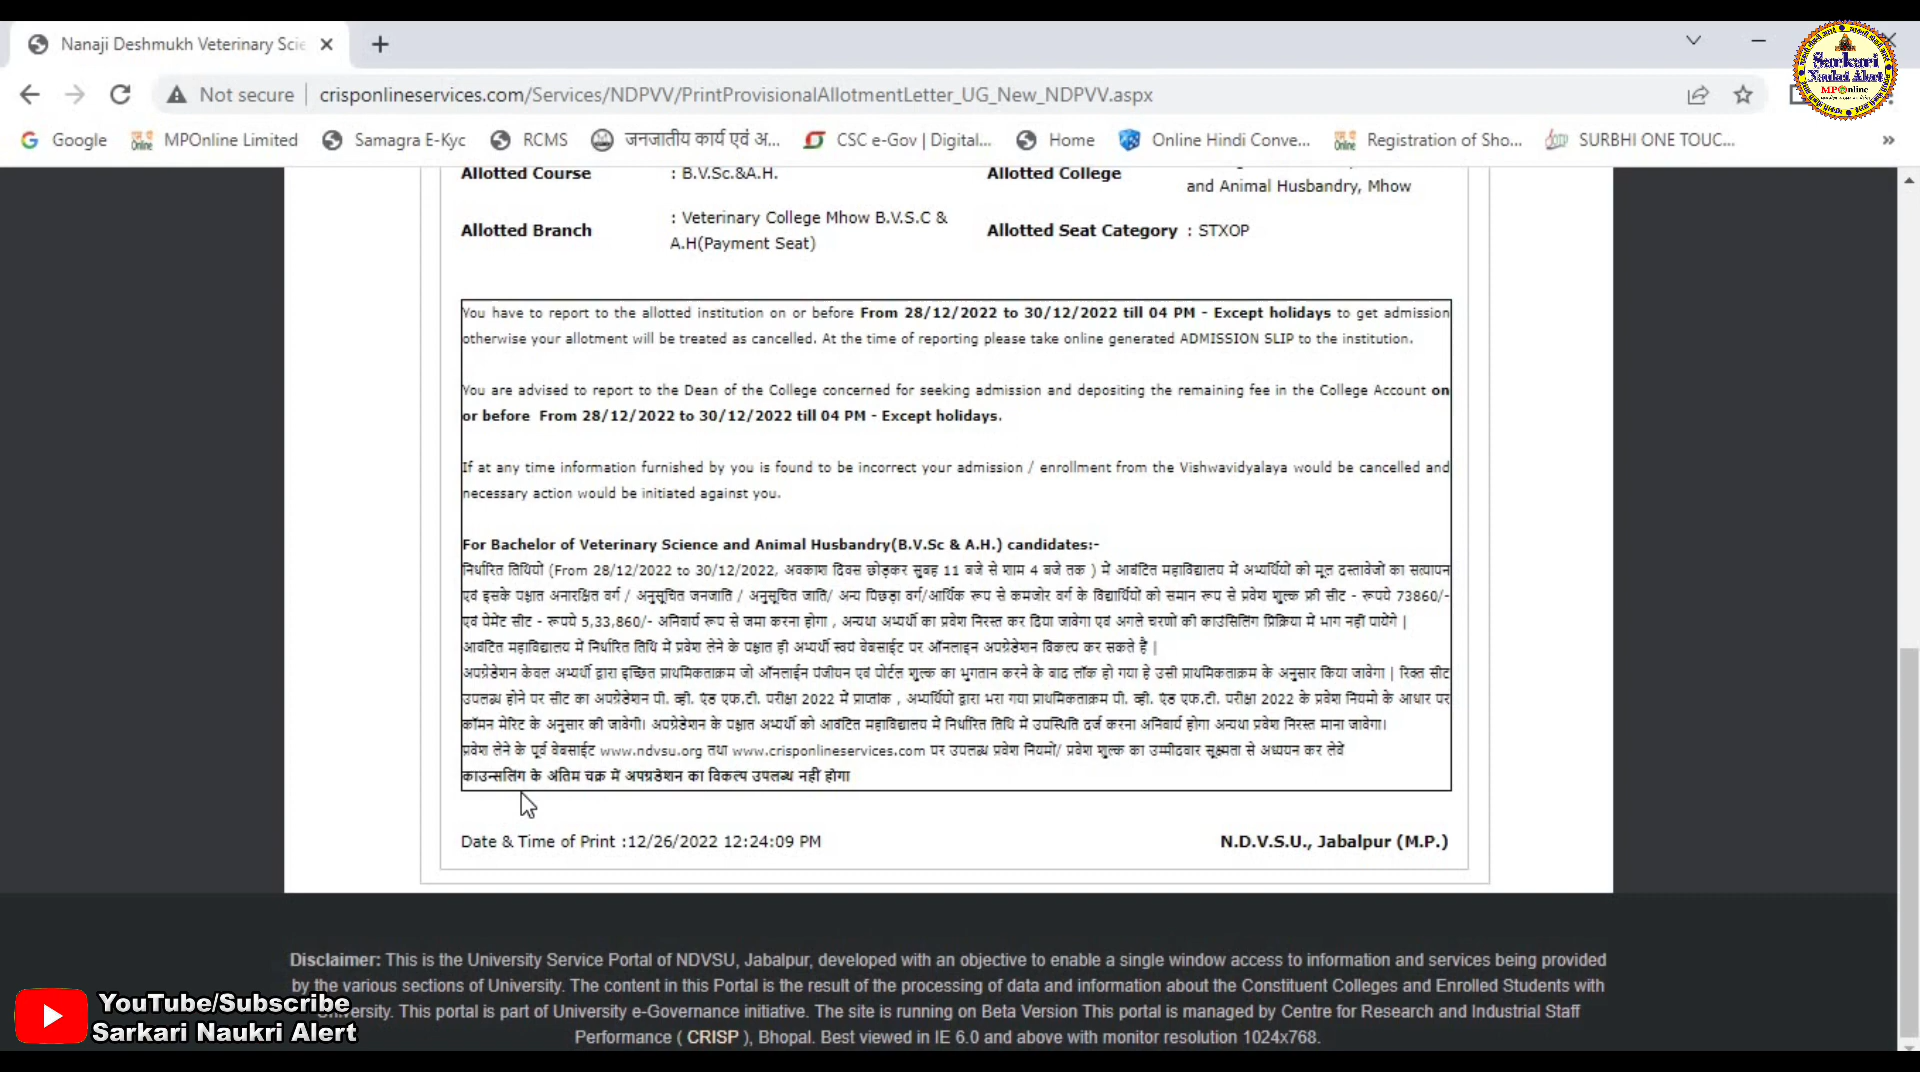 Nanaji Deshmukh Veterinary Scie
Not secure
crisponlineservices.com/Services/NDPVV/PrintProvisionalAllotmentLetter_UG_New_NDPVV.aspx
Sarkari
Naukri Alert
MPOnline
Google MPOnline Limited Samagra E-Kyc RCMS जनजातीय कार्य एवं अ... CSC e-Gov | Digital... Home Online Hindi Conve... Registration of Sho... SURBHI ONE TOUC... »
Allotted Course : B.V.Sc.&A.H. Allotted College
and Animal Husbandry, Mhow
Allotted Branch : Veterinary College Mhow B.V.S.C &
A.H(Payment Seat)
Allotted Seat Category : STXOP
You have to report to the allotted institution on or before From 28/12/2022 to 30/12/2022 till 04 PM - Except holidays to get admission
otherwise your allotment will be treated as cancelled. At the time of reporting please take online generated ADMISSION SLIP to the institution.
You are advised to report to the Dean of the College concerned for seeking admission and depositing the remaining fee in the College Account on
or before From 28/12/2022 to 30/12/2022 till 04 PM - Except holidays.
If at any time information furnished by you is found to be incorrect your admission / enrollment from the Vishwavidyalaya would be cancelled and
necessary action would be initiated against you.
For Bachelor of Veterinary Science and Animal Husbandry(B.V.Sc & A.H.) candidates:-
निर्धारित तिथियो (From 28/12/2022 to 30/12/2022, अवकाश दिवस छोड़कर सुबह 11 बजे से शाम 4 बजे तक ) में आवंटित महाविद्यालय में अभ्यर्थियों को मूल दस्तावेजों का सत्यापन
एवं इसके पश्चात अनारक्षित वर्ग / अनुसूचित जनजाति / अनुसूचित जाति/ अन्य पिछड़ा वर्ग/आर्थिक रूप से कमजोर वर्ग के विद्यार्थियों को समान रूप से प्रवेश शुल्क फ्री सीट - रूपये 73860/-
एवं पेमेंट सीट - रूपये 5,33,860/- अनिवार्य रूप से जमा करना होगा , अन्यथा अभ्यर्थी का प्रवेश निरस्त कर दिया जावेगा एवं अगले चरणों की काउंसिलिंग प्रिक्रिया में भाग नहीं पायेगे |
आवंटित महाविद्यालय में निर्धारित तिथि में प्रवेश लेने के पश्चात ही अभ्यर्थी स्वयं वेबसाईट पर ऑनलाइन अपग्रेडेशन विकल्प कर सकते हैं |
अपग्रेडेशन केवल अभ्यर्थी द्वारा इच्छित प्राथमिकताक्रम जो ऑनलाईन पंजीयन एवं पोर्टल शुल्क का भुगतान करने के बाद लॉक हो गया हे उसी प्राथमिकताक्रम के अनुसार किया जावेगा | रिक्त सीट
उपलब्ध होने पर सीट का अपग्रेडेशन पी. व्ही. एंड एफ.टी. परीक्षा 2022 में प्राप्तांक , अभ्यर्थियों द्वारा भरा गया प्राथमिकताक्रम पी. व्ही. एंड एफ.टी. परीक्षा 2022 के प्रवेश नियमो के आधार पर
कॉमन मेरिट के अनुसार की जावेगी। अपग्रेडेशन के पश्चात अभ्यर्थी को आवंटित महाविद्यालय में निर्धारित तिथि में उपस्थिति दर्ज करना अनिवार्य होगा अन्यथा प्रवेश निरस्त माना जावेगा।
प्रवेश लेने के पूर्व वेबसाईट www.ndvsu.org तथा www.crisponlineservices.com पर उपलब्ध प्रवेश नियमों/ प्रवेश शुल्क का उम्मीदवार सूक्ष्मता से अध्ययन कर लेवें
काउन्सलिंग के अंतिम चक्र में अपग्रडेशन का विकल्प उपलब्ध नहीं होगा
Date & Time of Print :12/26/2022 12:24:09 PM N.D.V.S.U., Jabalpur (M.P.)
Disclaimer: This is the University Service Portal of NDVSU, Jabalpur, developed with an objective to enable a single window access to information and services being provided
by the various sections of University. The content in this Portal is the result of the processing of data and information about the Constituent Colleges and Enrolled Students with
University. This portal is part of University e-Governance initiative. The site is running on Beta Version This portal is managed by Centre for Research and Industrial Staff
Performance ( CRISP ), Bhopal. Best viewed in IE 6.0 and above with monitor resolution 1024x768.
YouTube/Subscribe
Sarkari Naukri Alert